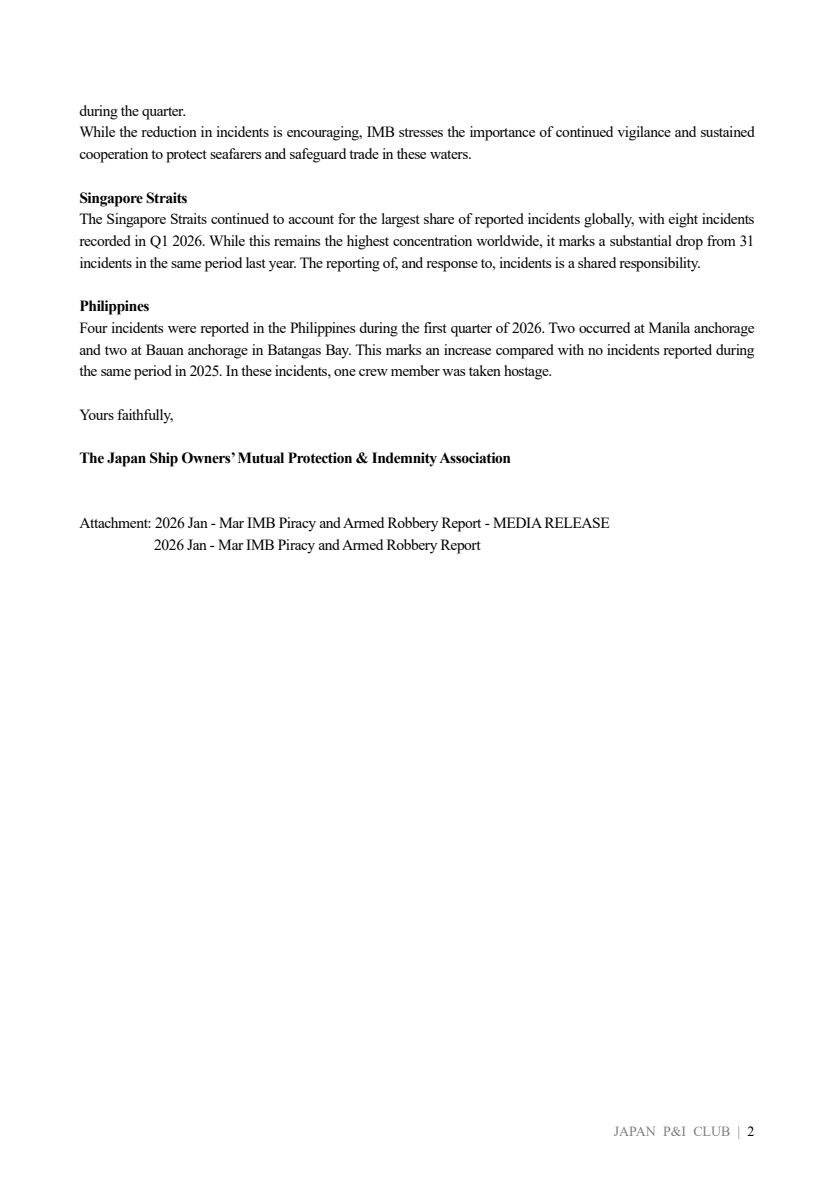 during the quarter.
While the reduction in incidents is encouraging, IMB stresses the importance of continued vigilance and sustained
cooperation to protect seafarers and safeguard trade in these waters.
Singapore Straits
The Singapore Straits continued to account for the largest share of reported incidents globally, with eight incidents
recorded in Q1 2026. While this remains the highest concentration worldwide, it marks a substantial drop from 31
incidents in the same period last year. The reporting of, and response to, incidents is a shared responsibility.
Philippines
Four incidents were reported in the Philippines during the first quarter of 2026. Two occurred at Manila anchorage
and two at Bauan anchorage in Batangas Bay. This marks an increase compared with no incidents reported during
the same period in 2025. In these incidents, one crew member was taken hostage.
Yours faithfully,
The Japan Ship Owners’ Mutual Protection & Indemnity Association
Attachment: 2026 Jan - Mar IMB Piracy and Armed Robbery Report - MEDIA RELEASE
2026 Jan - Mar IMB Piracy and Armed Robbery Report
JAPAN P&I CLUB | 2